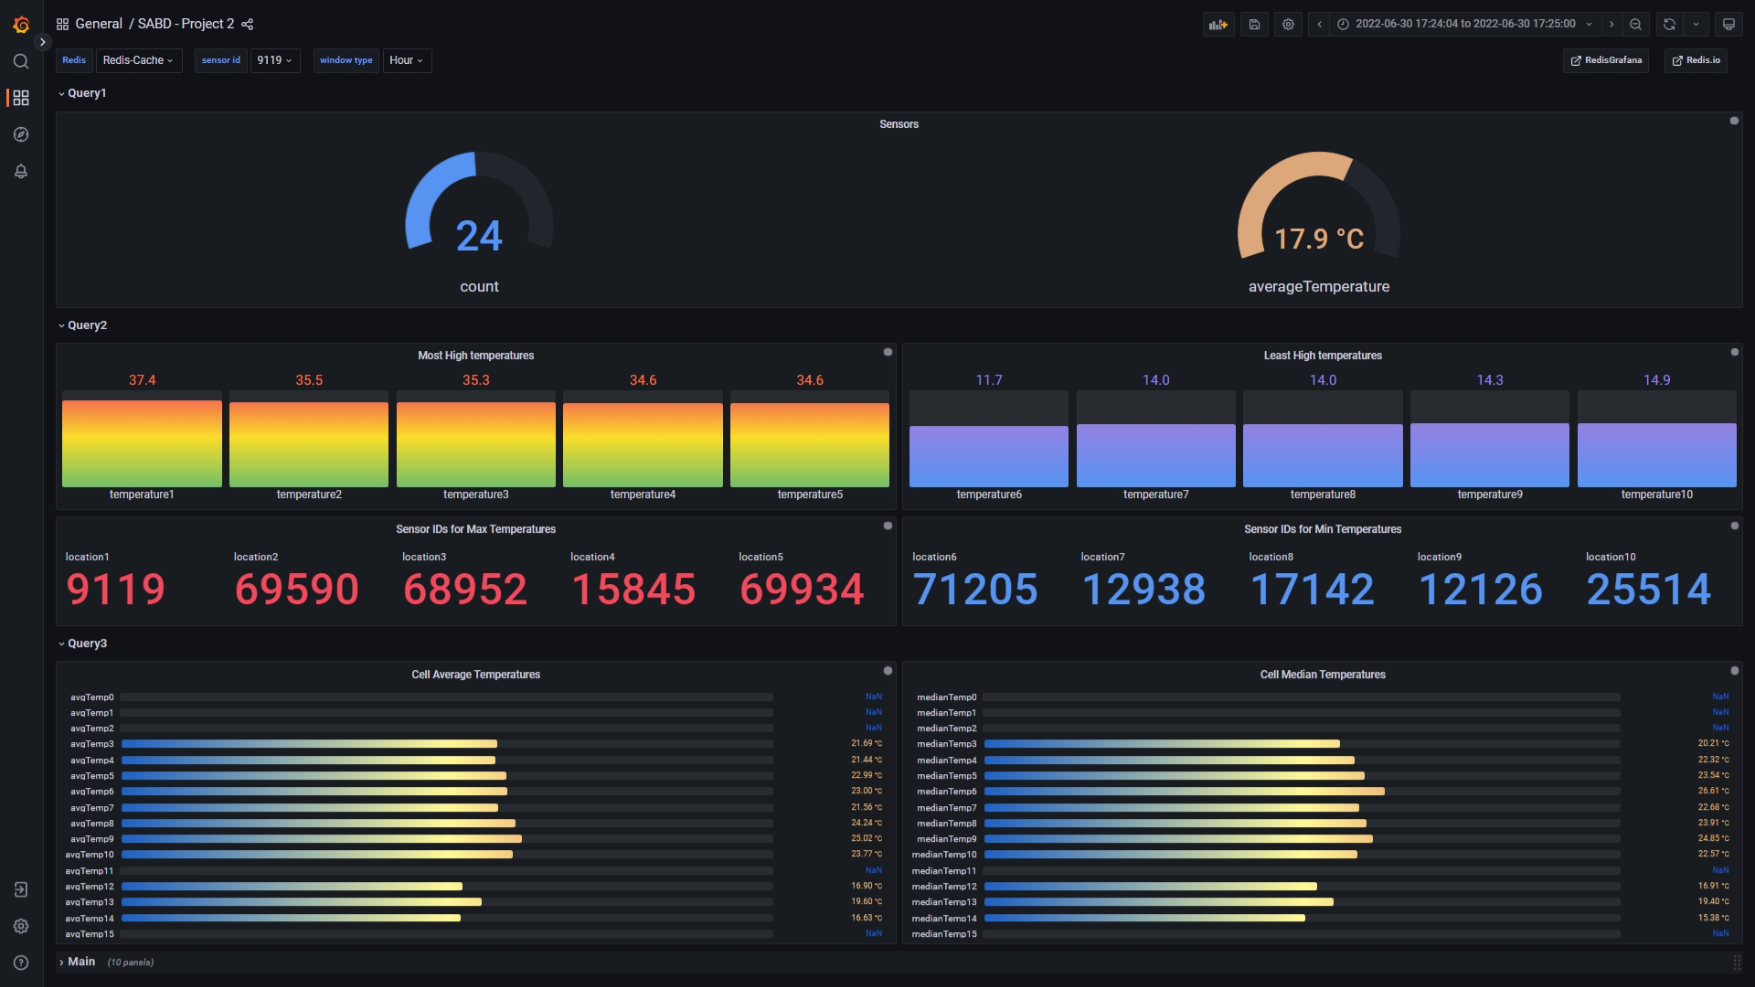 General / SABD - Project 2
2022-06-30 17:24:04 to 2022-06-30 17:25:00
Redis Redis-Cache sensor id 9119 window type Hour RedisGrafana Redis.io
Query1
Sensors
24 17.9 °C
count averageTemperature
Query2
Most High temperatures
37.4 35.5 35.3 34.6 34.6
temperature1 temperature2 temperature3 temperature4 temperature5
Least High temperatures
11.7 14.0 14.0 14.3 14.9
temperature6 temperature7 temperature8 temperature9 temperature10
Sensor IDs for Max Temperatures
location1 location2 location3 location4 location5
9119 69590 68952 15845 69934
Sensor IDs for Min Temperatures
location6 location7 location8 location9 location10
71205 12938 17142 12126 25514
Query3
Cell Average Temperatures
avgTemp0 NaN
avgTemp1 NaN
avgTemp2 NaN
avgTemp3 21.69 °C
avgTemp4 21.44 °C
avgTemp5 22.99 °C
avgTemp6 23.00 °C
avgTemp7 21.56 °C
avgTemp8 24.24 °C
avgTemp9 25.02 °C
avgTemp10 23.77 °C
avgTemp11 NaN
avgTemp12 16.90 °C
avgTemp13 19.60 °C
avgTemp14 16.63 °C
avgTemp15 NaN
Cell Median Temperatures
medianTemp0 NaN
medianTemp1 NaN
medianTemp2 NaN
medianTemp3 20.21 °C
medianTemp4 22.32 °C
medianTemp5 23.54 °C
medianTemp6 26.61 °C
medianTemp7 22.68 °C
medianTemp8 23.91 °C
medianTemp9 24.85 °C
medianTemp10 22.57 °C
medianTemp11 NaN
medianTemp12 16.91 °C
medianTemp13 19.40 °C
medianTemp14 15.38 °C
medianTemp15 NaN
Main (10 panels)